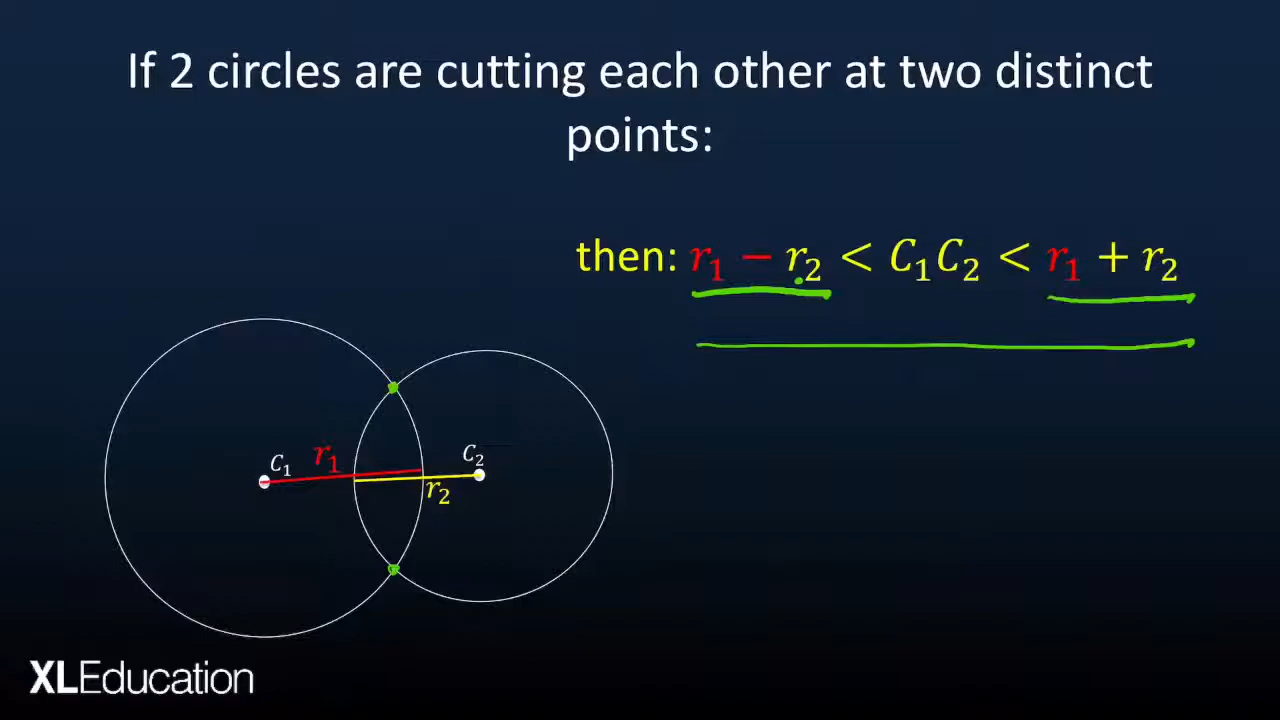 If 2 circles are cutting each other at two distinct
points:
then: r₁ − r₂ < C₁C₂ < r₁ + r₂
C₁ r₁ C₂
r₂
XLEducation